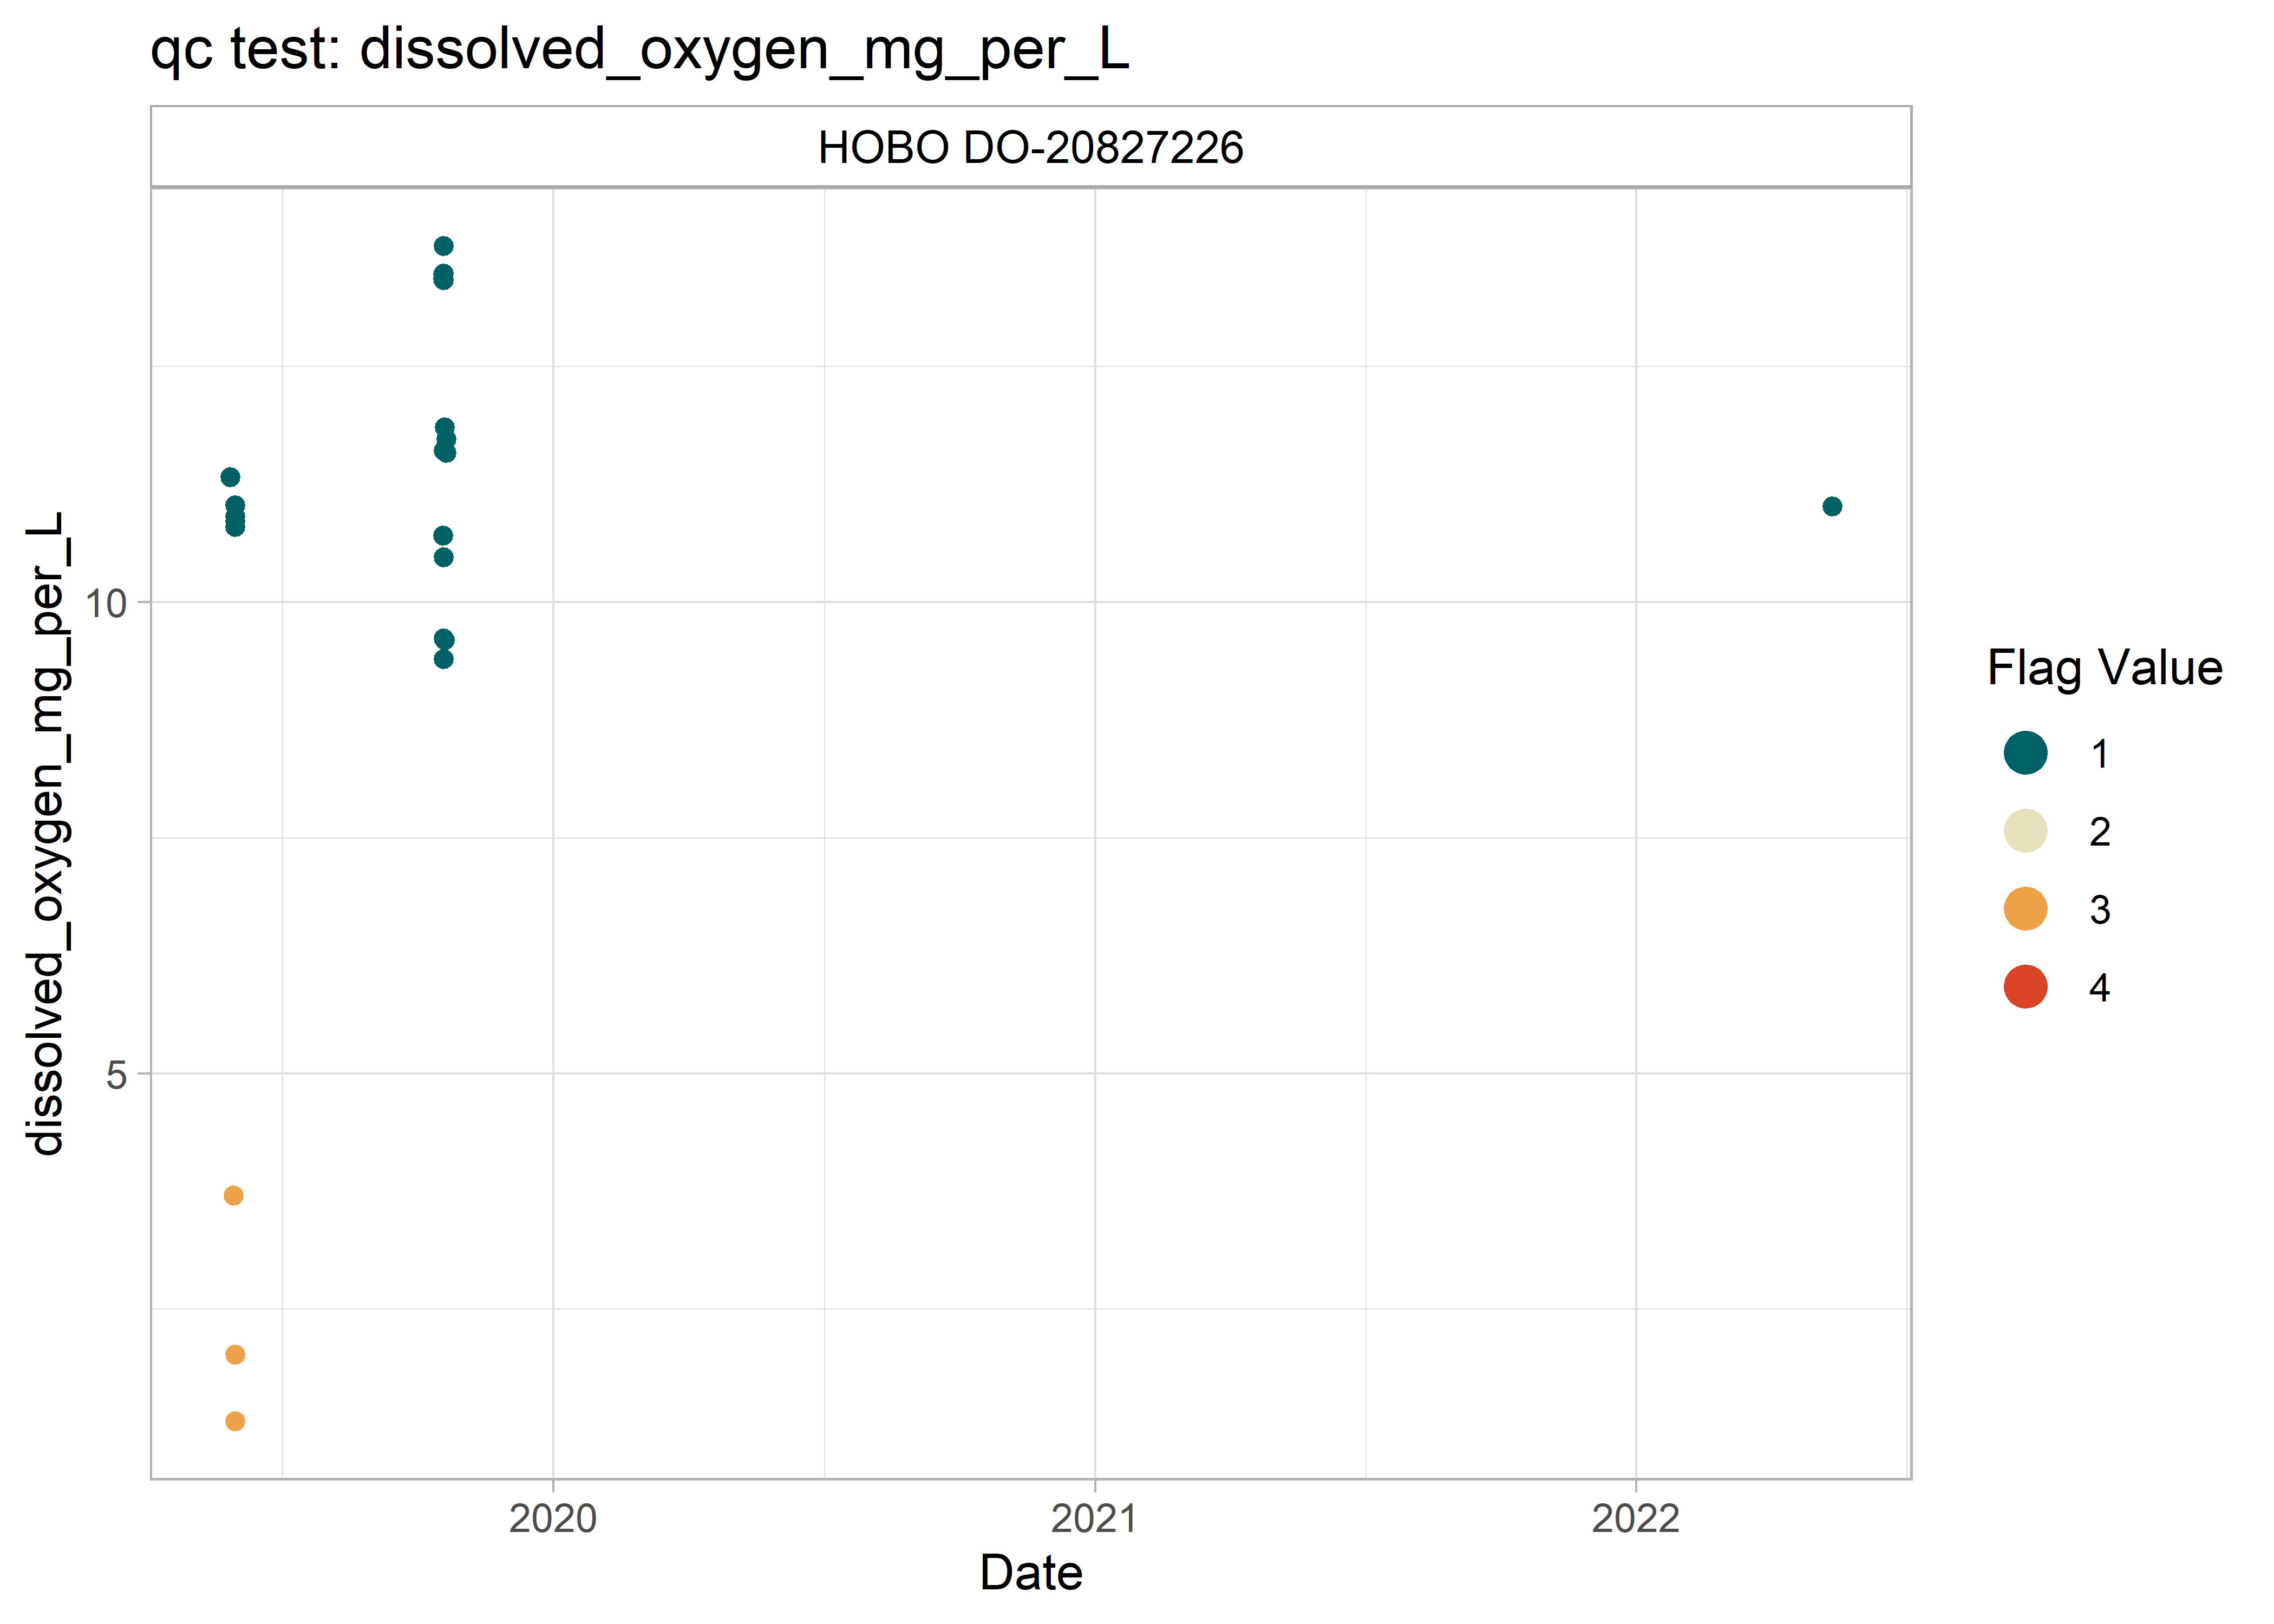 qc test: dissolved_oxygen_mg_per_L
HOBO DO-20827226
dissolved_oxygen_mg_per_L
10
5
2020
2021
2022
Date
Flag Value
1
2
3
4